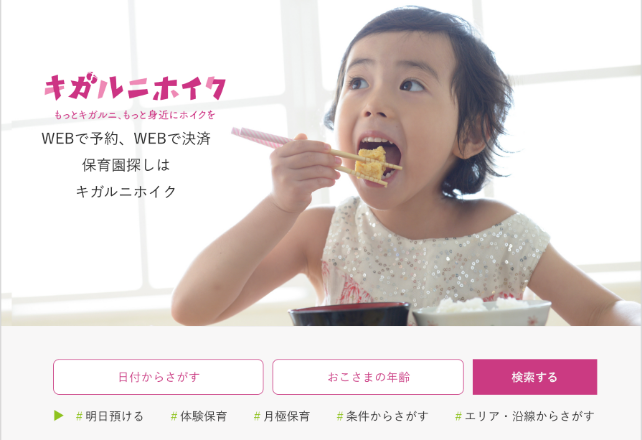 キガルニホイク
もっとキガルニ、もっと身近にホイクを
WEBで予約、WEBで決済
保育園探しは
キガルニホイク
日付からさがす
おこさまの年齢
検索する
#明日預ける #体験保育 #月極保育 #条件からさがす #エリア・沿線からさがす